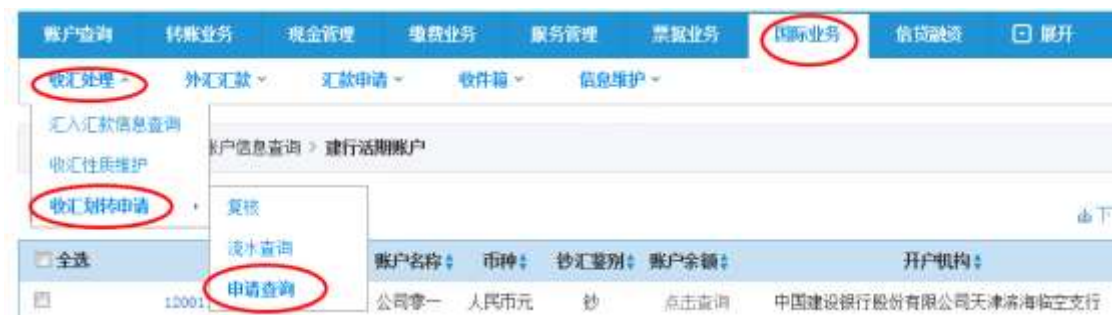 账户查询 转账业务 现金管理 缴费业务 服务管理 票据业务 国际业务 信贷融资 展开
收汇处理 外汇汇款 汇款申请 收件箱 信息维护
汇入汇款信息查询
账户信息查询 > 建行活期账户
收汇性质维护
收汇划转申请 复核
下
流水查询
全选 账户名称 币种 钞汇鉴别 账户余额 开户机构
申请查询
12001 公司零一 人民币元 钞 点击查询 中国建设银行股份有限公司天津滨海临空支行